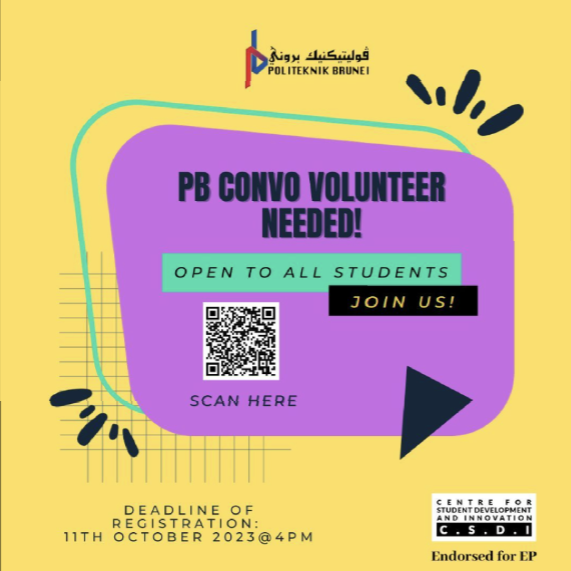 ڤوليتيكنيك بروني
POLITEKNIK BRUNEI
PB CONVO VOLUNTEER
NEEDED!
OPEN TO ALL STUDENTS
JOIN US!
SCAN HERE
DEADLINE OF
REGISTRATION:
11TH OCTOBER 2023@4PM
CENTRE FOR
STUDENT DEVELOPMENT
AND INNOVATION
C.S.D.I
Endorsed for EP